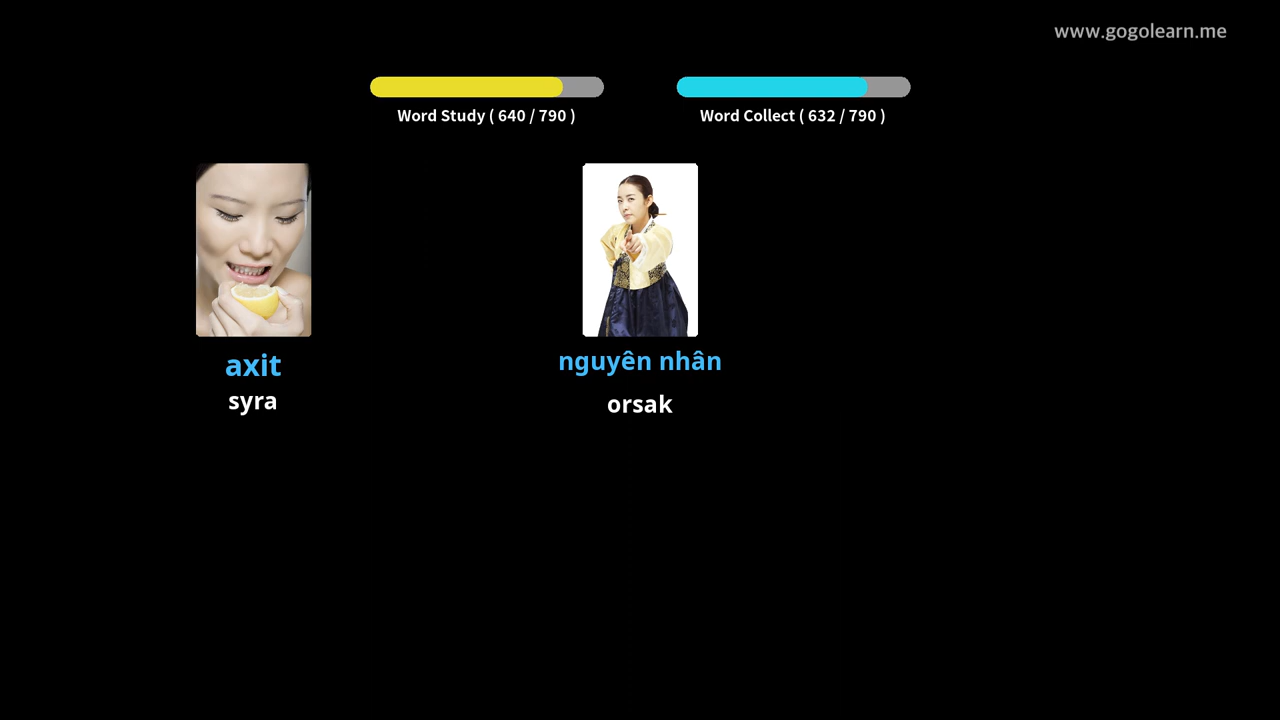 www.gogolearn.me
Word Study ( 640 / 790 )
Word Collect ( 632 / 790 )
axit
syra
nguyên nhân
orsak